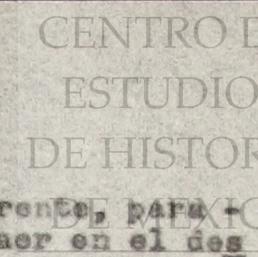 CENTRO D
ESTUDIO
DE HISTOR
DE MEXIC
rente, para -
aer en el des